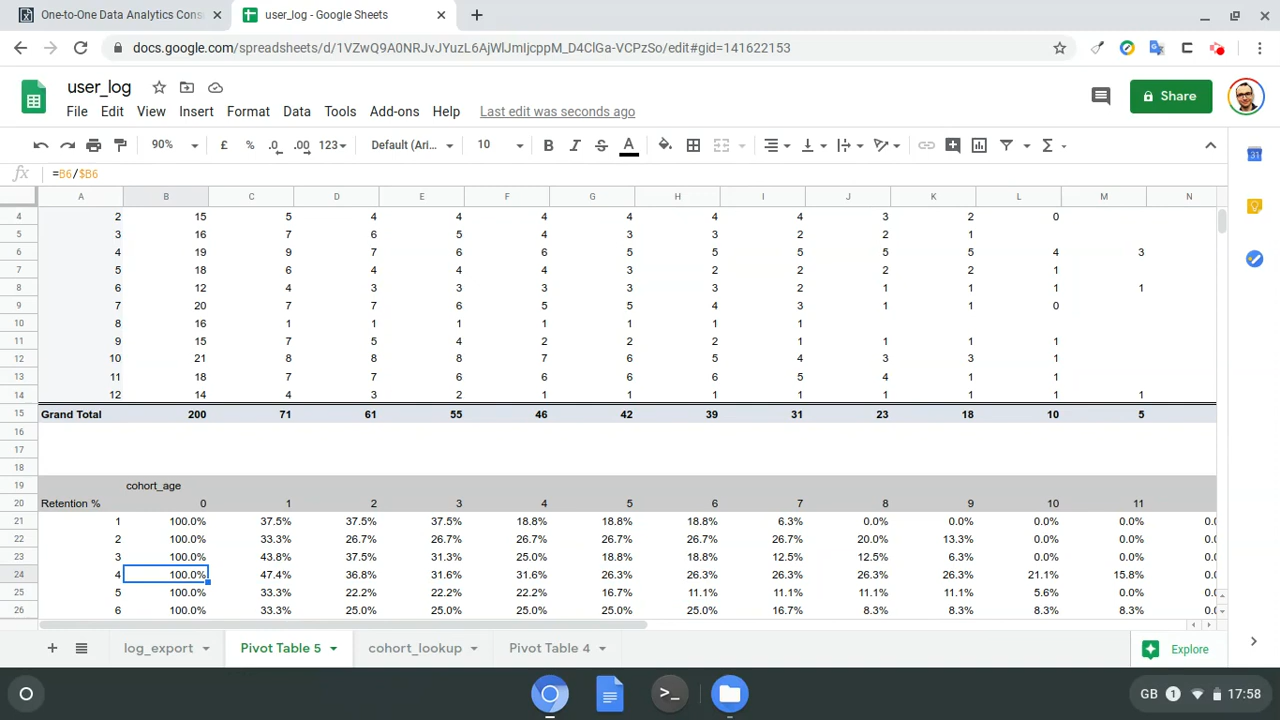 One-to-One Data Analytics Cons
user_log - Google Sheets
docs.google.com/spreadsheets/d/1VZwQ9A0NRJvJYuzL6AjWlJmIjcppM_D4ClGa-VCPzSo/edit#gid=141622153
user_log
File Edit View Insert Format Data Tools Add-ons Help Last edit was seconds ago
Share
90% £ % .0 .00 123 Default (Ari... 10 B I S A Σ
fx =B6/$B6
A B C D E F G H I J K L M N
4 2 15 5 4 4 4 4 4 4 3 2 0
5 3 16 7 6 5 4 3 3 2 2 1
6 4 19 9 7 6 6 5 5 5 5 5 4 3
7 5 18 6 4 4 4 3 2 2 2 2 1
8 6 12 4 3 3 3 3 3 2 1 1 1 1
9 7 20 7 7 6 5 5 4 3 1 1 0
10 8 16 1 1 1 1 1 1 1
11 9 15 7 5 4 2 2 2 1 1 1 1
12 10 21 8 8 8 7 6 5 4 3 3 1
13 11 18 7 7 6 6 6 6 5 4 1 1
14 12 14 4 3 2 1 1 1 1 1 1 1 1
15 Grand Total 200 71 61 55 46 42 39 31 23 18 10 5
16
17
18
19 cohort_age
20 Retention % 0 1 2 3 4 5 6 7 8 9 10 11
21 1 100.0% 37.5% 37.5% 37.5% 18.8% 18.8% 18.8% 6.3% 0.0% 0.0% 0.0% 0.0% 0.0
22 2 100.0% 33.3% 26.7% 26.7% 26.7% 26.7% 26.7% 26.7% 20.0% 13.3% 0.0% 0.0% 0.0
23 3 100.0% 43.8% 37.5% 31.3% 25.0% 18.8% 18.8% 12.5% 12.5% 6.3% 0.0% 0.0% 0.0
24 4 100.0% 47.4% 36.8% 31.6% 31.6% 26.3% 26.3% 26.3% 26.3% 26.3% 21.1% 15.8% 0.0
25 5 100.0% 33.3% 22.2% 22.2% 22.2% 16.7% 11.1% 11.1% 11.1% 11.1% 5.6% 0.0% 0.0
26 6 100.0% 33.3% 25.0% 25.0% 25.0% 25.0% 25.0% 16.7% 8.3% 8.3% 8.3% 8.3% 0.0
log_export Pivot Table 5 cohort_lookup Pivot Table 4 Explore
31
GB 1 17:58